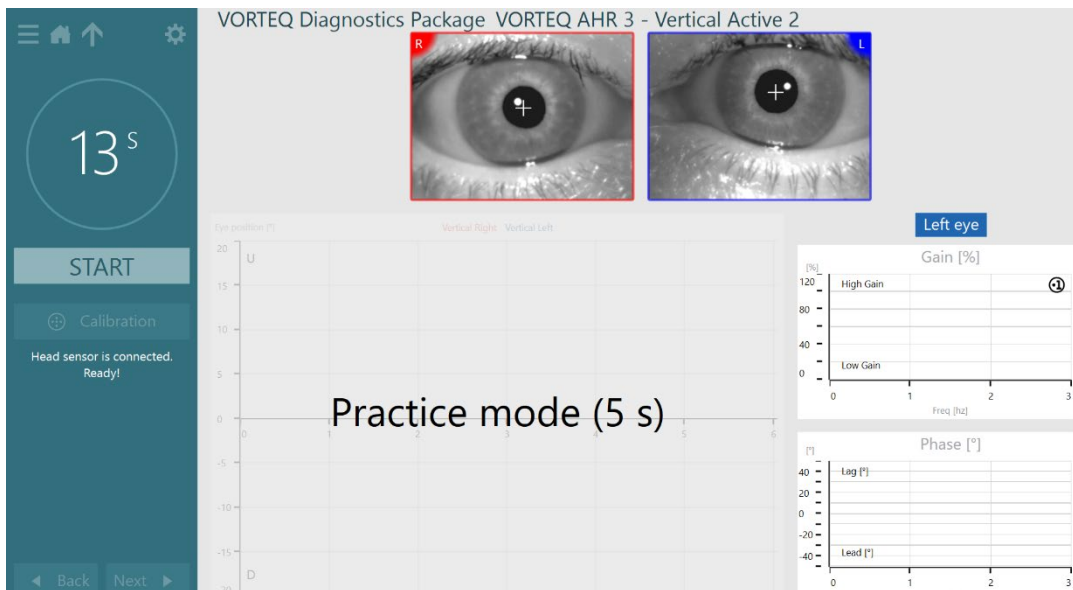 VORTEQ Diagnostics Package VORTEQ AHR 3 - Vertical Active 2
R
L
13 S
START
Calibration
Head sensor is connected.
Ready!
Back Next
Eye position [°]
Vertical Right Vertical Left
20
U
15
10
5
0
-5
-10
-15
D
-20
0 1 2 3 4 5 6
Practice mode (5 s)
Left eye
Gain [%]
[%]
120
High Gain
1
80
40
Low Gain
0
0 1 2 3
Freq [hz]
Phase [°]
[°]
40
Lag [°]
20
0
-20
-40
Lead [°]
0 1 2 3